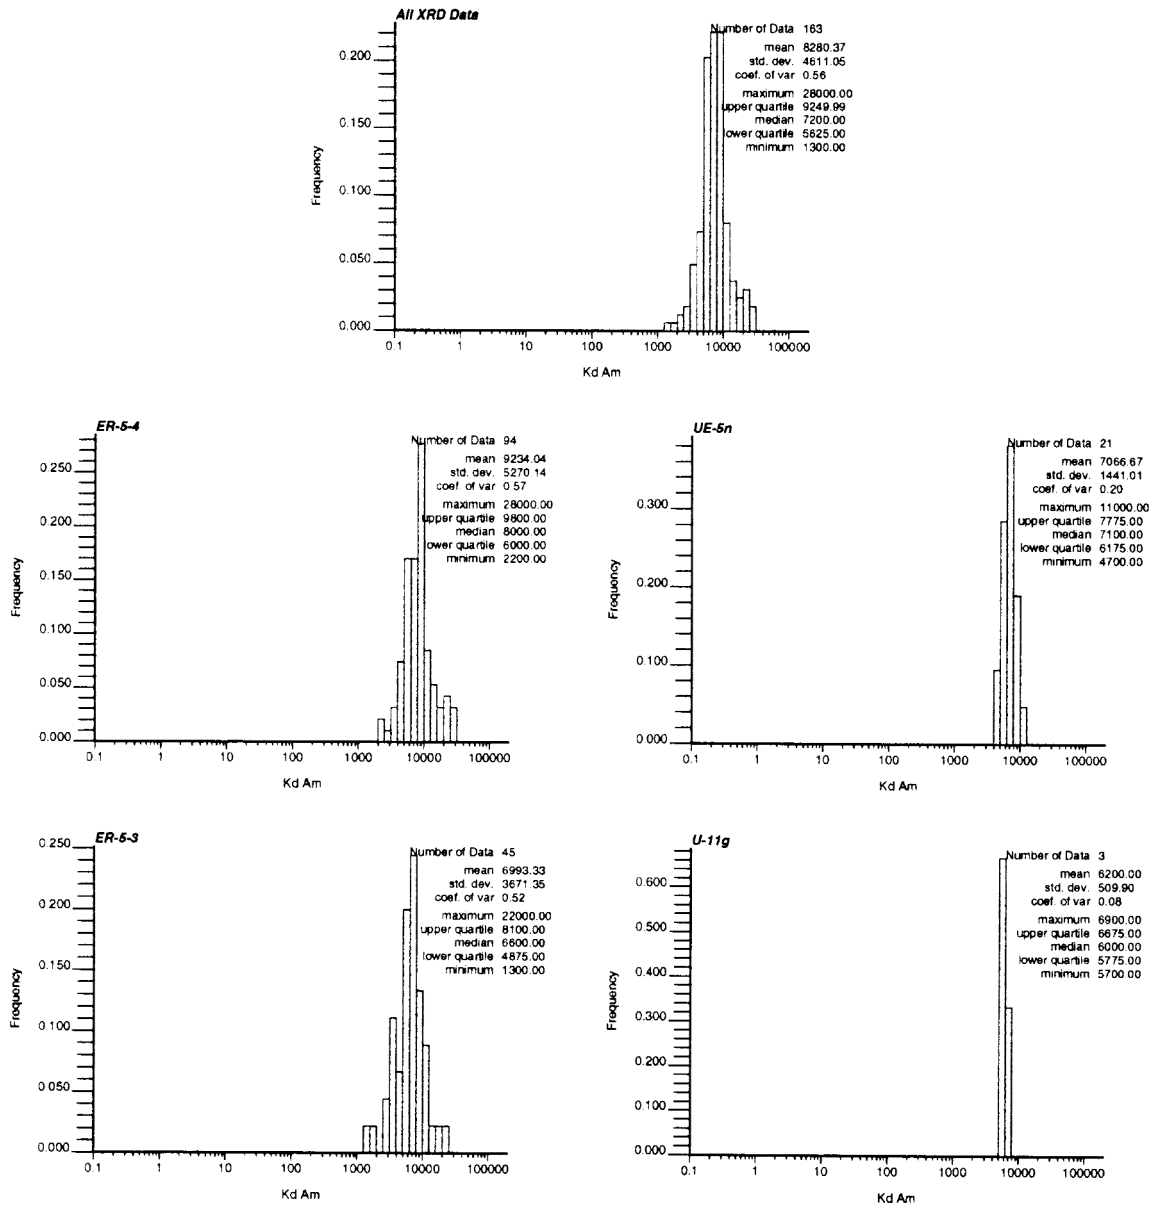 All XRD Data
Number of Data 163
mean 8280.37
std. dev. 4611.05
coef. of var 0.56
maximum 28000.00
upper quartile 9249.99
median 7200.00
lower quartile 5625.00
minimum 1300.00
Frequency
0.200
0.150
0.100
0.050
0.000
0.1 1 10 100 1000 10000 100000
Kd Am
ER-5-4
Number of Data 94
mean 9234.04
std. dev. 5270.14
coef. of var 0.57
maximum 28000.00
upper quartile 9800.00
median 8000.00
lower quartile 6000.00
minimum 2200.00
Frequency
0.250
0.200
0.150
0.100
0.050
0.000
0.1 1 10 100 1000 10000 100000
Kd Am
UE-5n
Number of Data 21
mean 7066.67
std. dev. 1441.01
coef. of var 0.20
maximum 11000.00
upper quartile 7775.00
median 7100.00
lower quartile 6175.00
minimum 4700.00
Frequency
0.300
0.200
0.100
0.000
0.1 1 10 100 1000 10000 100000
Kd Am
ER-5-3
Number of Data 45
mean 6993.33
std. dev. 3671.35
coef. of var 0.52
maximum 22000.00
upper quartile 8100.00
median 6600.00
lower quartile 4875.00
minimum 1300.00
Frequency
0.250
0.200
0.150
0.100
0.050
0.000
0.1 1 10 100 1000 10000 100000
Kd Am
U-11g
Number of Data 3
mean 6200.00
std. dev. 509.90
coef. of var 0.08
maximum 6900.00
upper quartile 6675.00
median 6000.00
lower quartile 5775.00
minimum 5700.00
Frequency
0.600
0.500
0.400
0.300
0.200
0.100
0.000
0.1 1 10 100 1000 10000 100000
Kd Am